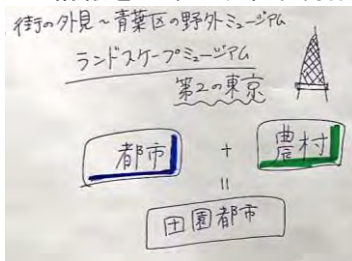 街の外見～青葉区の野外ミュージアム
ランドスケープミュージアム
第2の東京
都市 + 農村
=
田園都市